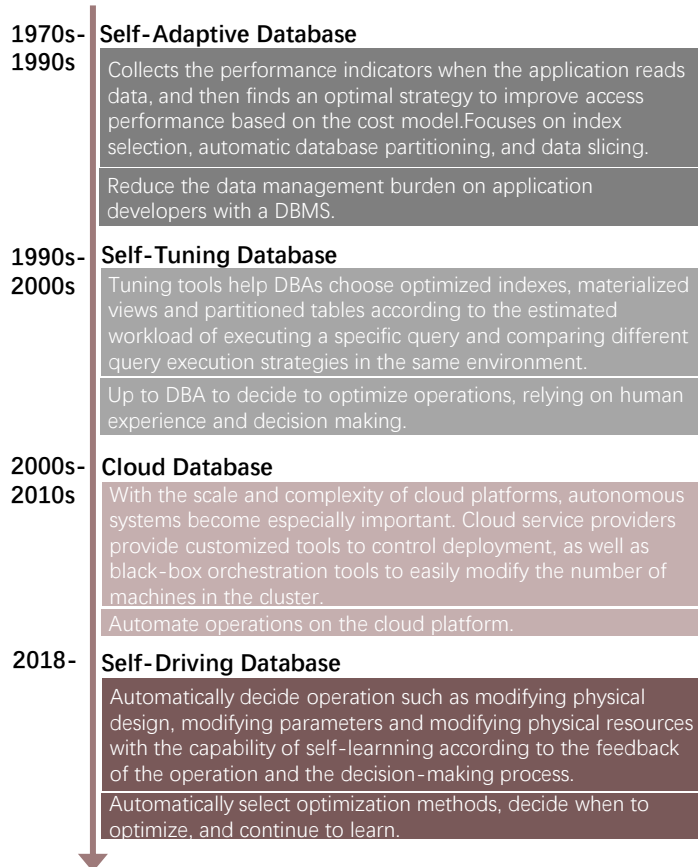 1970s- Self-Adaptive Database
1990s
Collects the performance indicators when the application reads
data, and then finds an optimal strategy to improve access
performance based on the cost model.Focuses on index
selection, automatic database partitioning, and data slicing.
Reduce the data management burden on application
developers with a DBMS.
1990s- Self-Tuning Database
2000s
Tuning tools help DBAs choose optimized indexes, materialized
views and partitioned tables according to the estimated
workload of executing a specific query and comparing different
query execution strategies in the same environment.
Up to DBA to decide to optimize operations, relying on human
experience and decision making.
2000s- Cloud Database
2010s
With the scale and complexity of cloud platforms, autonomous
systems become especially important. Cloud service providers
provide customized tools to control deployment, as well as
black-box orchestration tools to easily modify the number of
machines in the cluster.
Automate operations on the cloud platform.
2018- Self-Driving Database
Automatically decide operation such as modifying physical
design, modifying parameters and modifying physical resources
with the capability of self-learnning according to the feedback
of the operation and the decision-making process.
Automatically select optimization methods, decide when to
optimize, and continue to learn.